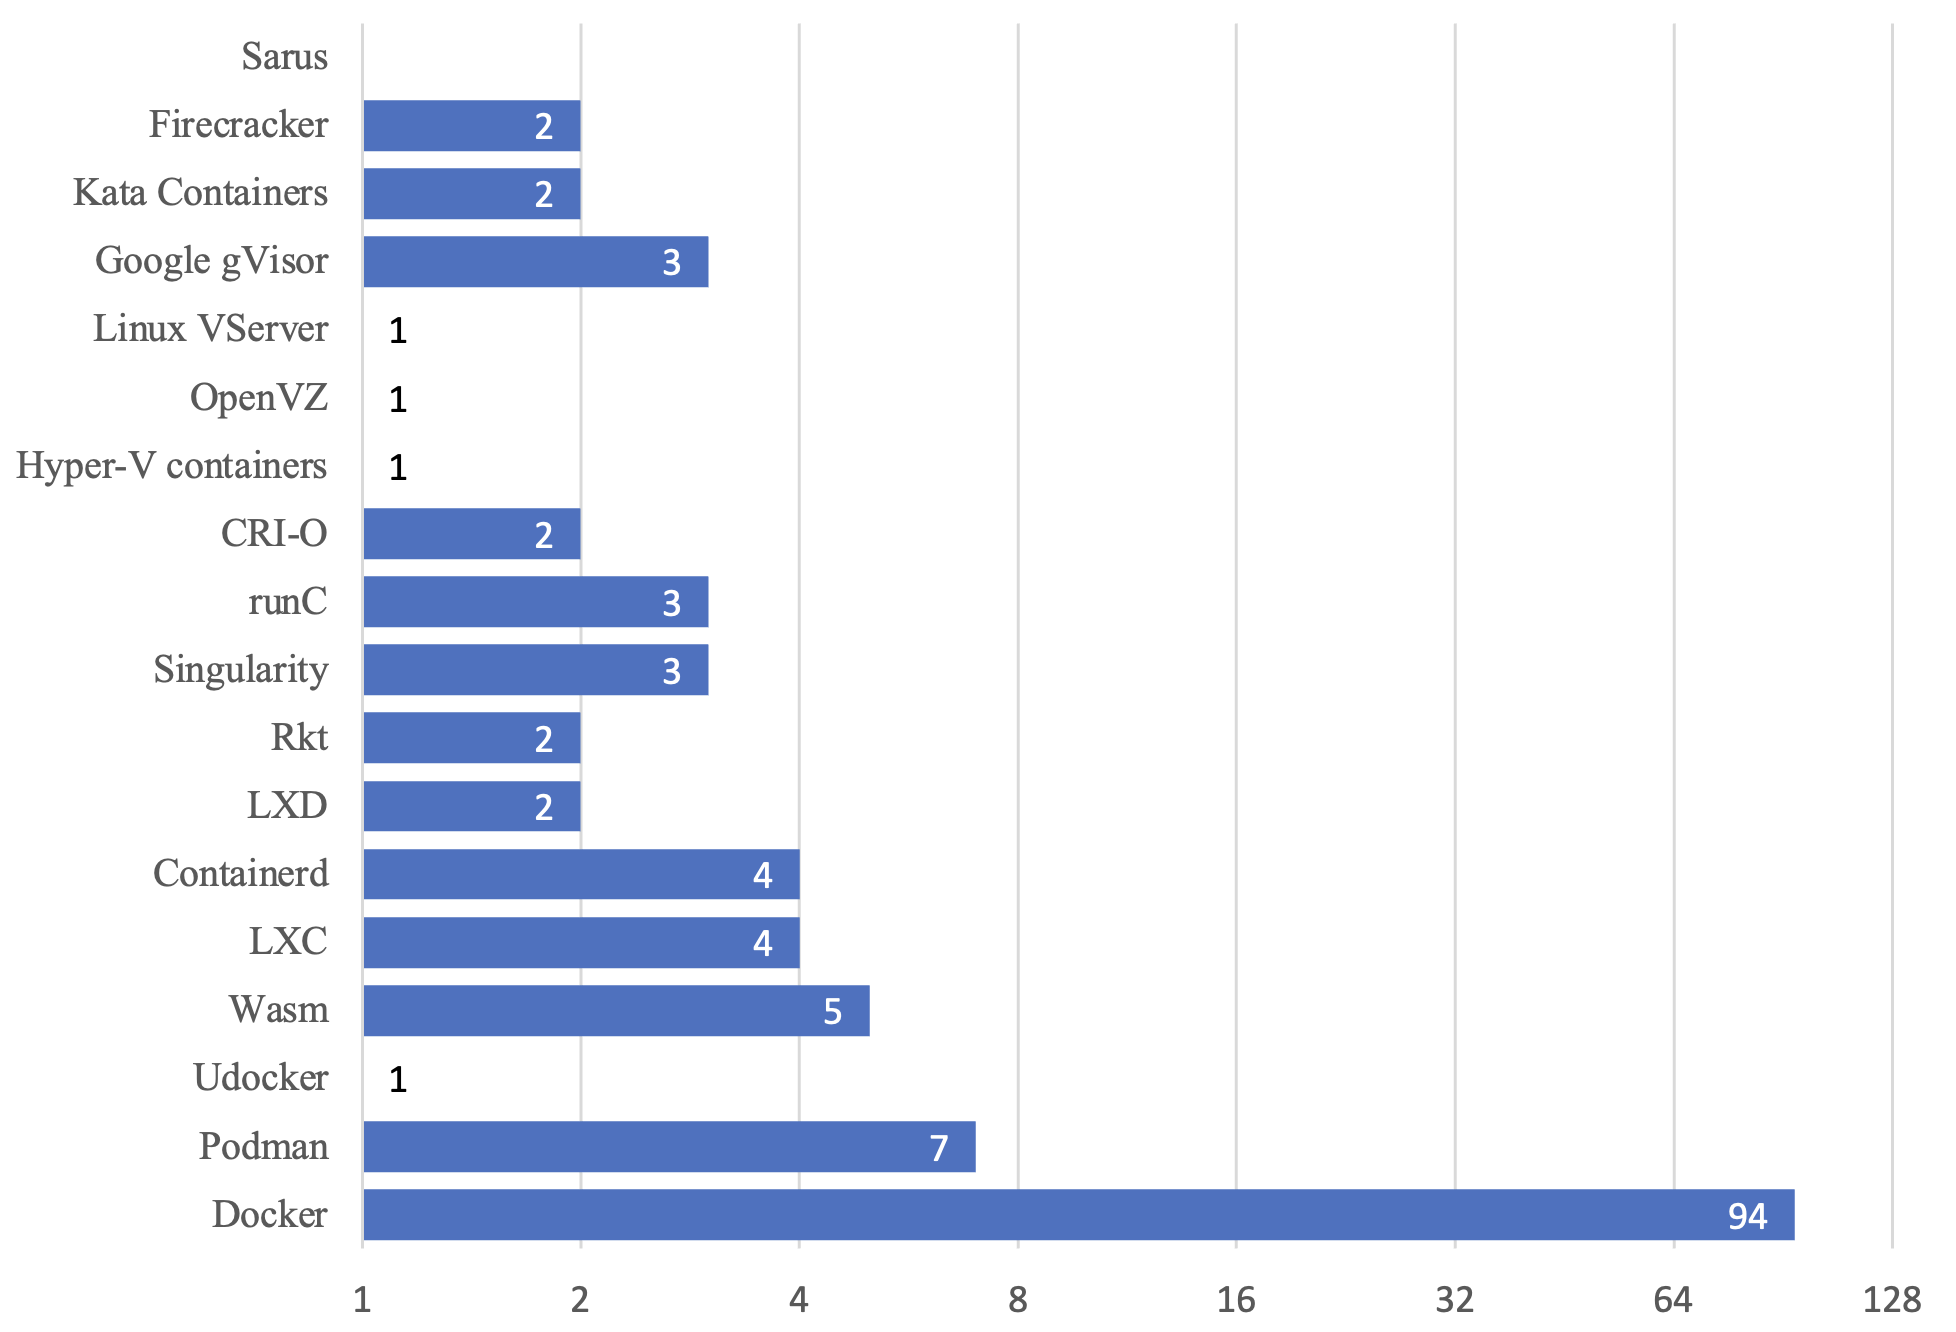 Sarus
Firecracker 2
Kata Containers 2
Google gVisor 3
Linux VServer 1
OpenVZ 1
Hyper-V containers 1
CRI-O 2
runC 3
Singularity 3
Rkt 2
LXD 2
Containerd 4
LXC 4
Wasm 5
Udocker 1
Podman 7
Docker 94
1 2 4 8 16 32 64 128